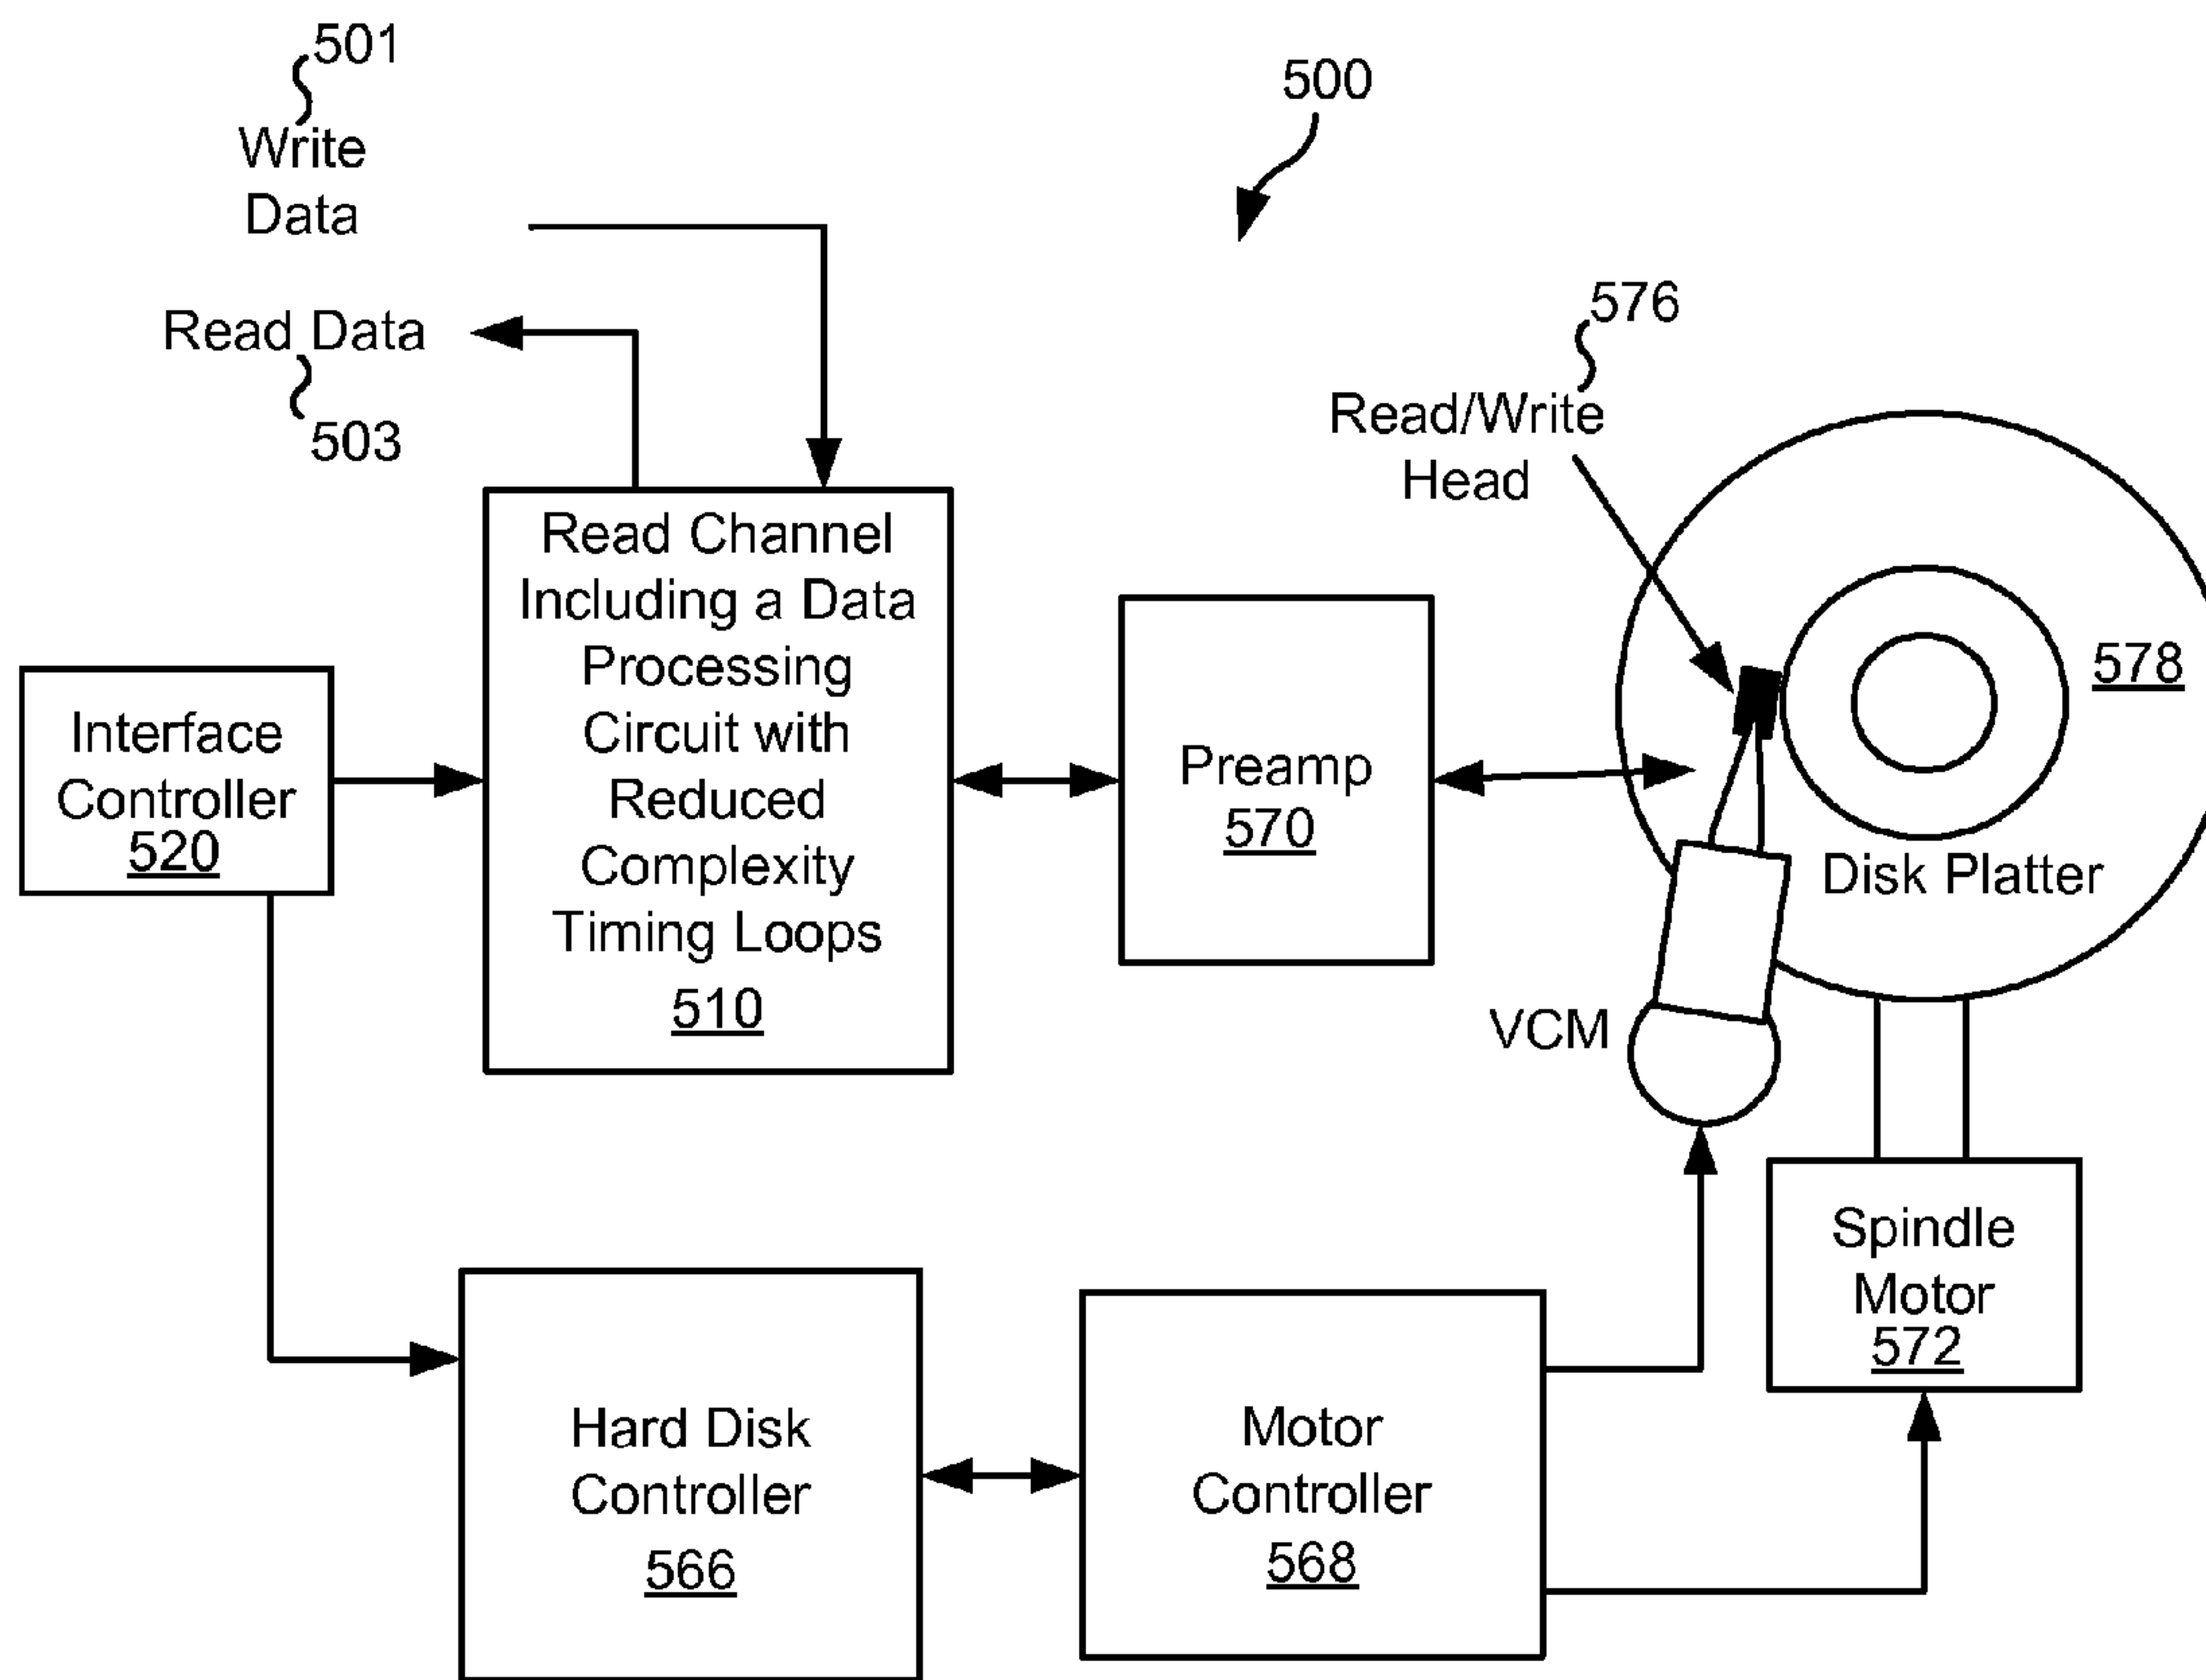 501
Write
Data
500
Read Data
503
576
Read/Write
Head
Read Channel
Including a Data
Processing
Circuit with
Reduced
Complexity
Timing Loops
510
Interface
Controller
520
Preamp
570
578
Disk Platter
VCM
Spindle
Motor
572
Hard Disk
Controller
566
Motor
Controller
568